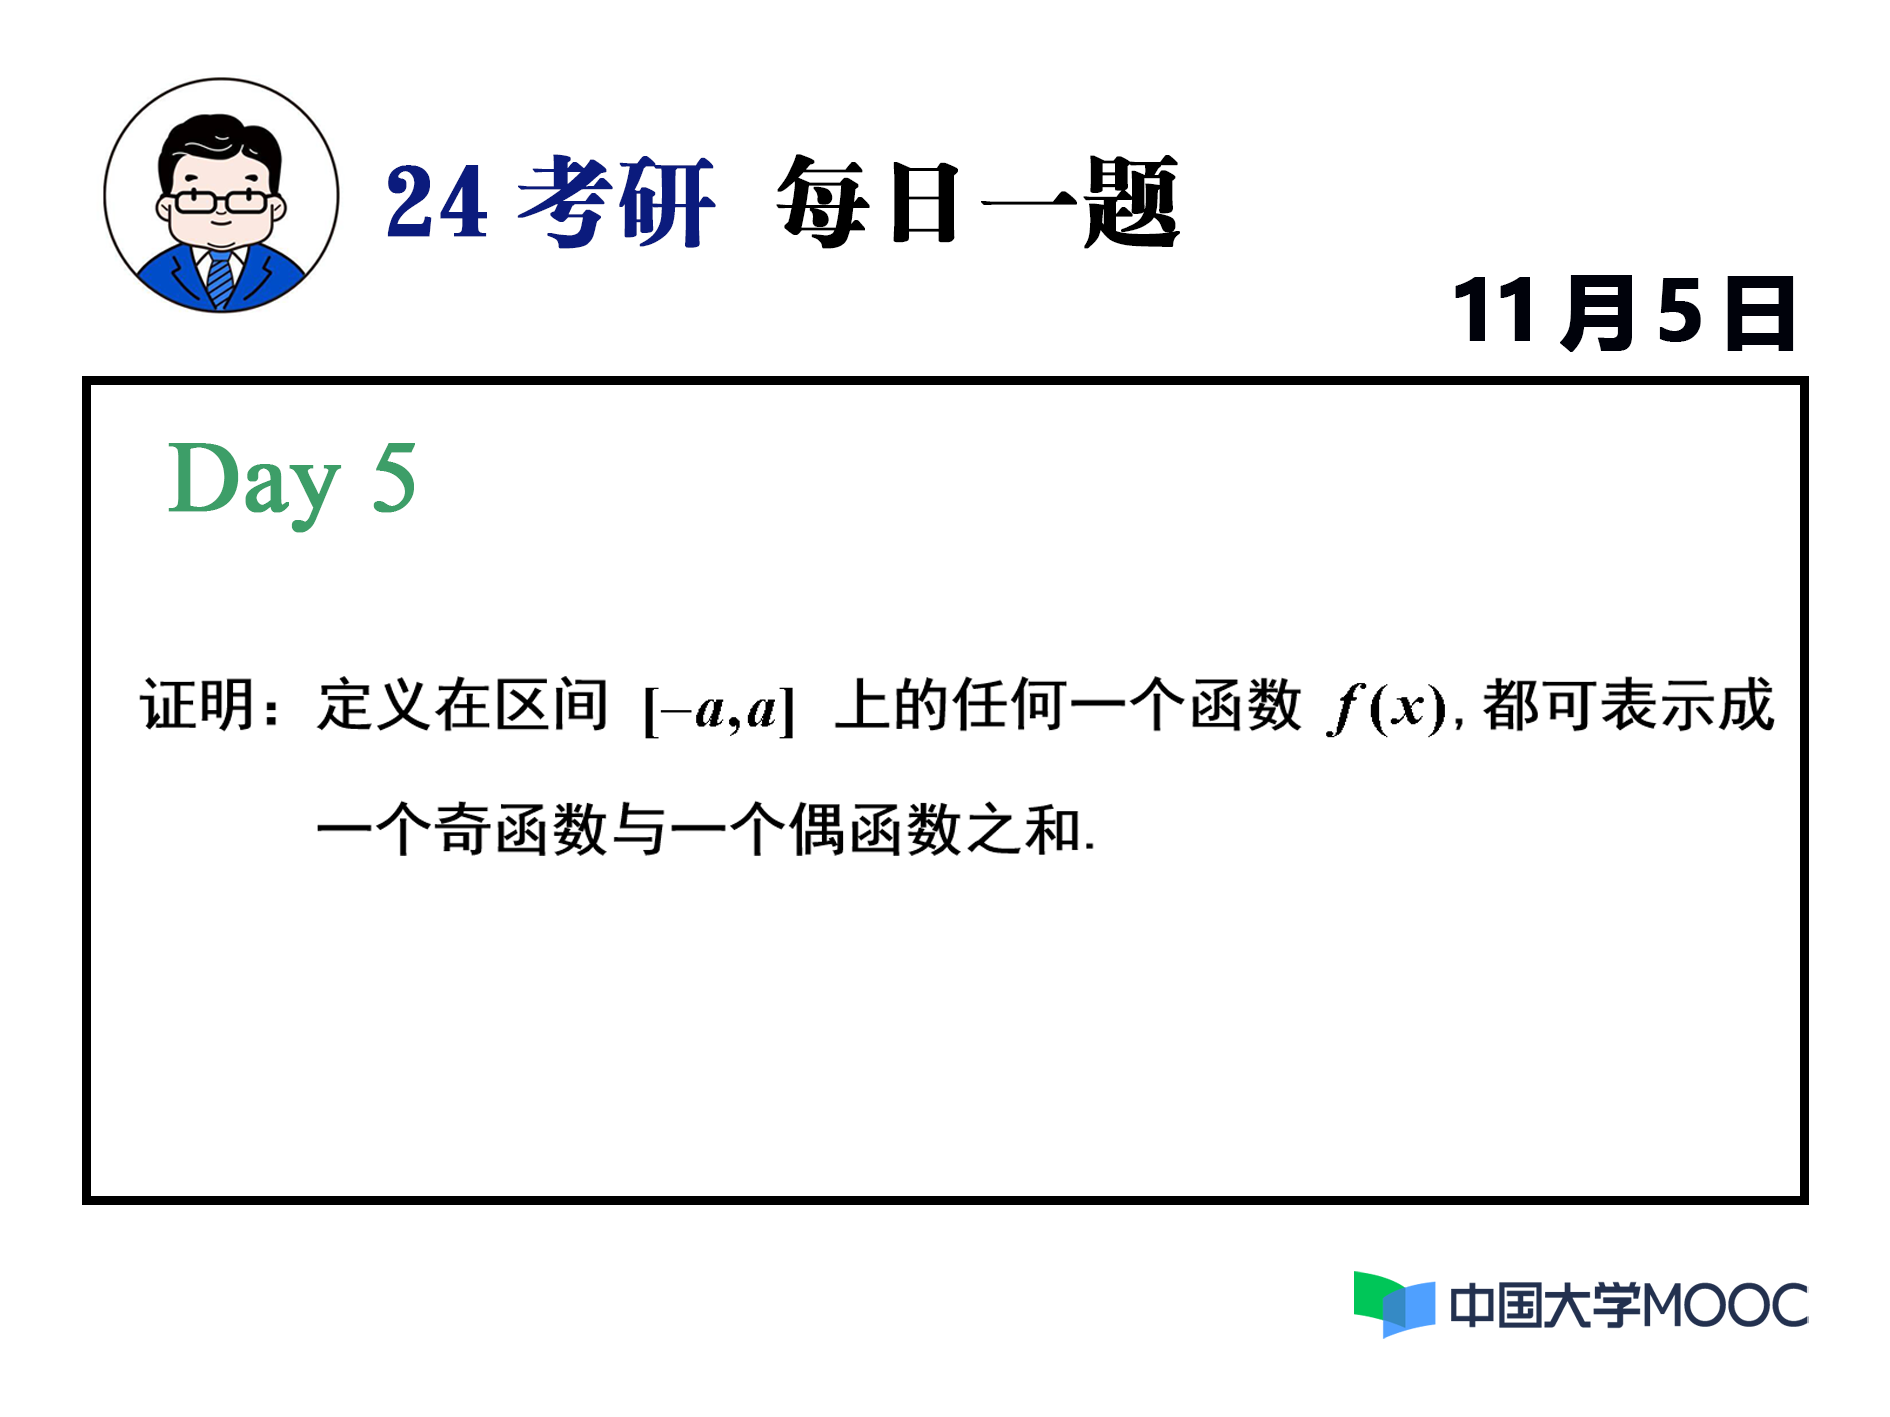 24 考研 每日一题
11月5日
Day 5
证明：定义在区间 [−a,a] 上的任何一个函数 f(x), 都可表示成
一个奇函数与一个偶函数之和.
中国大学MOOC